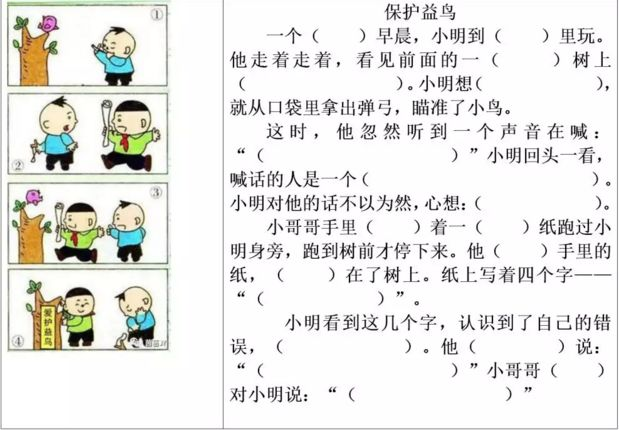 ①
②
③
④
爱护益鸟
保护益鸟
一个（　　）早晨，小明到（　　）里玩。
他走着走着，看见前面的一（　　）树上
（　　　　　　）。小明想（　　　　　　），
就从口袋里拿出弹弓，瞄准了小鸟。
这时，他忽然听到一个声音在喊：
“（　　　　　　　　）”小明回头一看，
喊话的人是一个（　　　　　　　　　　）。
小明对他的话不以为然，心想：（　　　　　）。
小哥哥手里（　　）着一（　　）纸跑过小
明身旁，跑到树前才停下来。他（　　）手里的
纸，（　　）在了树上。纸上写着四个字——
“（　　　　　）”。
小明看到这几个字，认识到了自己的错
误，（　　　　　）。他（　　　　）说：
“（　　　　　　　　）”小哥哥（　　）
对小明说：“（　　　　　　　）”